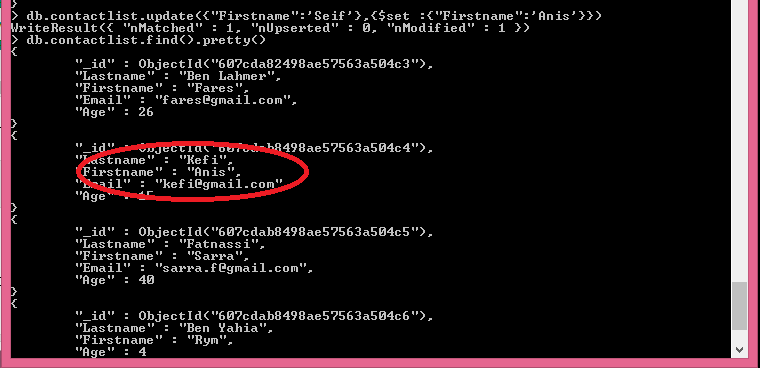 > db.contactlist.update({"Firstname":'Seif'},{$set :{"Firstname":'Anis'}})
WriteResult({ "nMatched" : 1, "nUpserted" : 0, "nModified" : 1 })
> db.contactlist.find().pretty()
{
"_id" : ObjectId("607cda82498ae57563a504c3"),
"Lastname" : "Ben Lahmer",
"Firstname" : "Fares",
"Email" : "fares@gmail.com",
"Age" : 26
}
{
"_id" : ObjectId("607cdab8498ae57563a504c4"),
"Lastname" : "Kefi",
"Firstname" : "Anis",
"Email" : "kefi@gmail.com"
"Age" : 15
}
{
"_id" : ObjectId("607cdab8498ae57563a504c5"),
"Lastname" : "Fatnassi",
"Firstname" : "Sarra",
"Email" : "sarra.f@gmail.com",
"Age" : 40
}
{
"_id" : ObjectId("607cdab8498ae57563a504c6"),
"Lastname" : "Ben Yahia",
"Firstname" : "Rym",
"Age" : 4